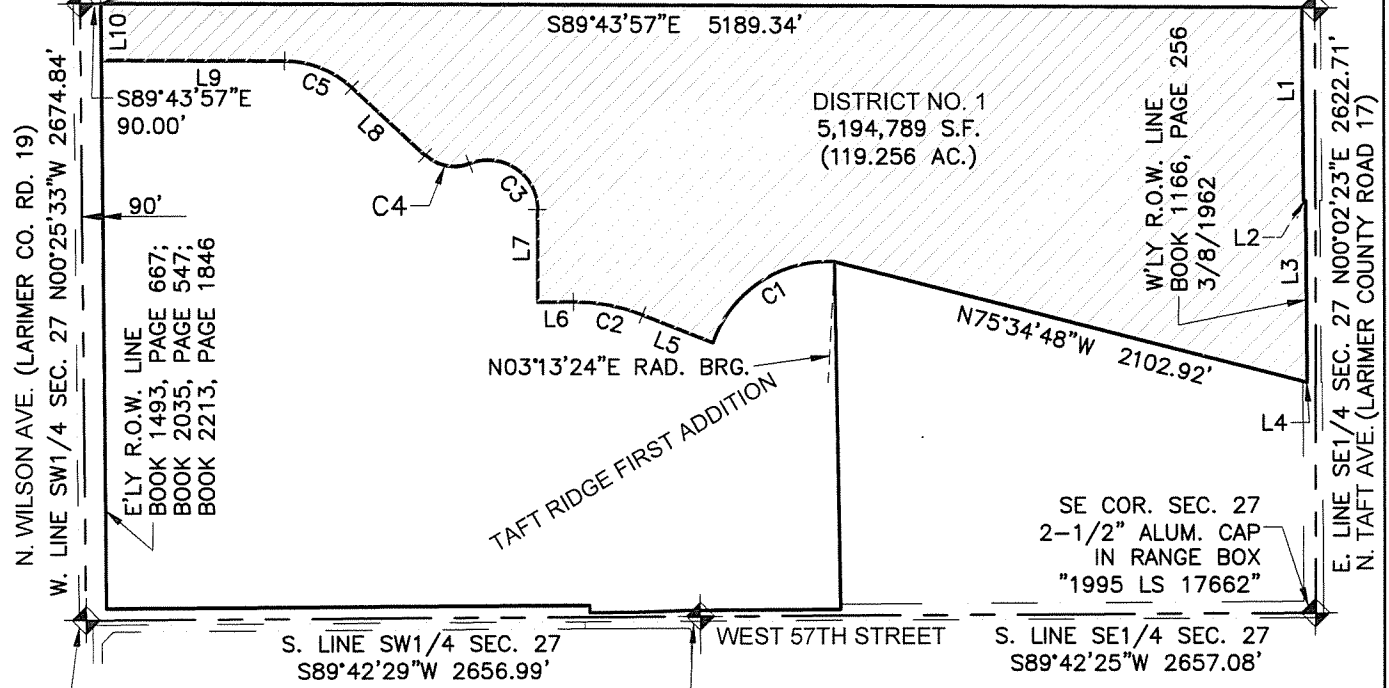 S89°43'57"E 5189.34'
L10
L9
S89°43'57"E
90.00'
C5
L8
C4
C3
L7
L6
C2
L5
C1
DISTRICT NO. 1
5,194,789 S.F.
(119.256 AC.)
W'LY R.O.W. LINE
BOOK 1166, PAGE 256
3/8/1962
L1
L2
L3
L4
N75°34'48"W 2102.92'
N03°13'24"E RAD. BRG.
90'
N. WILSON AVE. (LARIMER CO. RD. 19)
W. LINE SW1/4 SEC. 27 N00°25'33"W 2674.84'
E'LY R.O.W. LINE
BOOK 1493, PAGE 667;
BOOK 2035, PAGE 547;
BOOK 2213, PAGE 1846
TAFT RIDGE FIRST ADDITION
SE COR. SEC. 27
2-1/2" ALUM. CAP
IN RANGE BOX
"1995 LS 17662"
E. LINE SE1/4 SEC. 27 N00°02'23"E 2622.71'
N. TAFT AVE. (LARIMER COUNTY ROAD 17)
WEST 57TH STREET
S. LINE SW1/4 SEC. 27
S89°42'29"W 2656.99'
S. LINE SE1/4 SEC. 27
S89°42'25"W 2657.08'